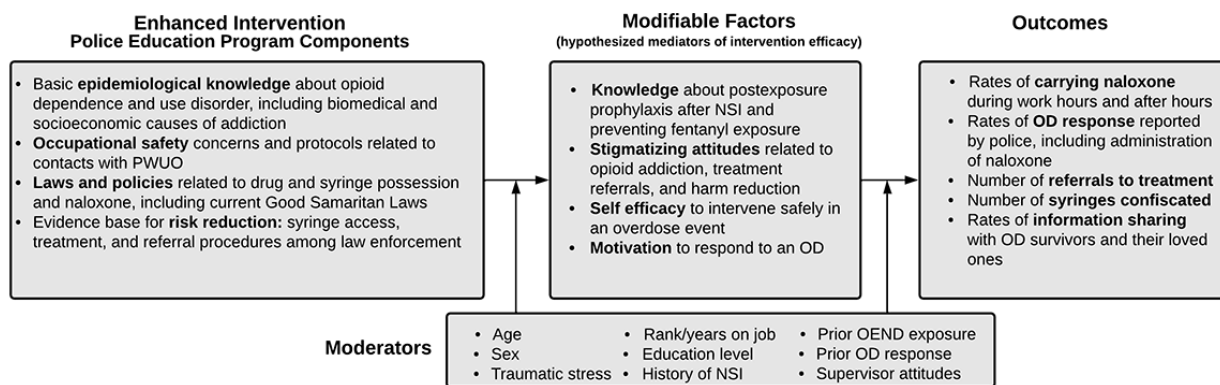 Enhanced Intervention
Police Education Program Components
• Basic epidemiological knowledge about opioid
dependence and use disorder, including biomedical and
socioeconomic causes of addiction
• Occupational safety concerns and protocols related to
contacts with PWUO
• Laws and policies related to drug and syringe possession
and naloxone, including current Good Samaritan Laws
• Evidence base for risk reduction: syringe access,
treatment, and referral procedures among law enforcement
Modifiable Factors
(hypothesized mediators of intervention efficacy)
• Knowledge about postexposure
prophylaxis after NSI and
preventing fentanyl exposure
• Stigmatizing attitudes related to
opioid addiction, treatment
referrals, and harm reduction
• Self efficacy to intervene safely in
an overdose event
• Motivation to respond to an OD
Outcomes
• Rates of carrying naloxone
during work hours and after hours
• Rates of OD response reported
by police, including administration
of naloxone
• Number of referrals to treatment
• Number of syringes confiscated
• Rates of information sharing
with OD survivors and their loved
ones
Moderators
• Age
• Sex
• Traumatic stress
• Rank/years on job
• Education level
• History of NSI
• Prior OEND exposure
• Prior OD response
• Supervisor attitudes